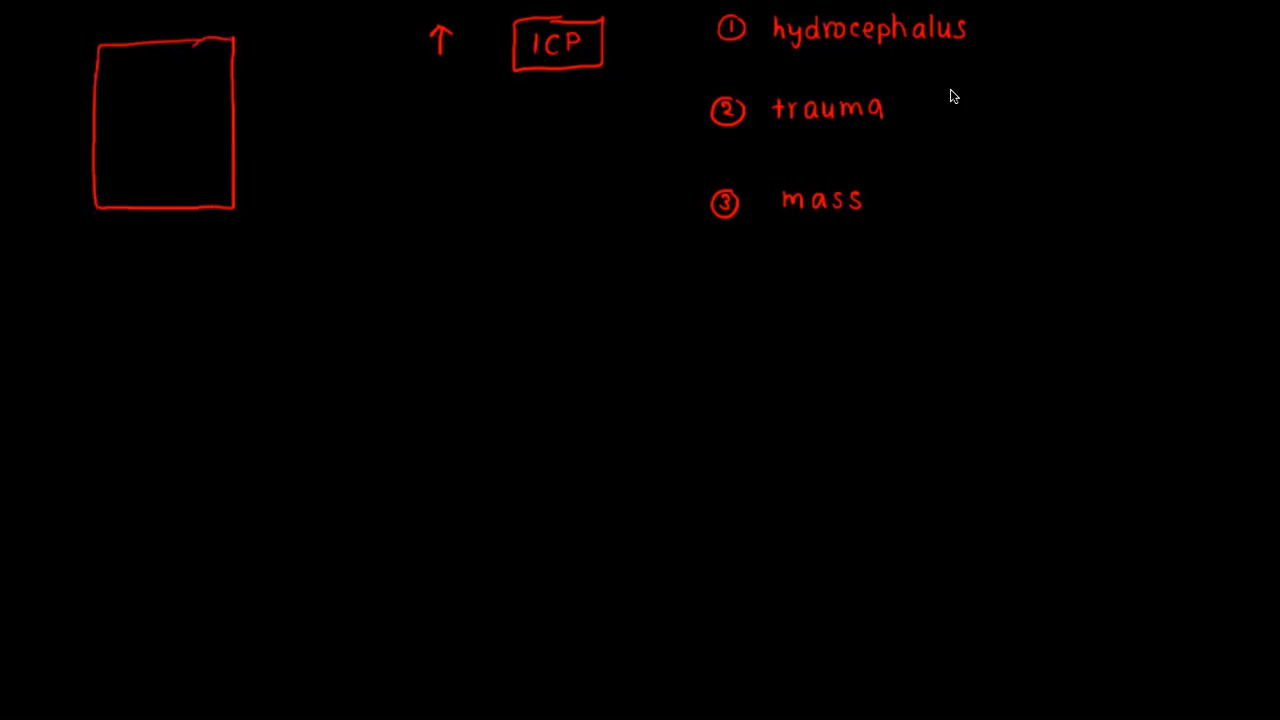 ↑ ICP
① hydrocephalus
② trauma
③ mass